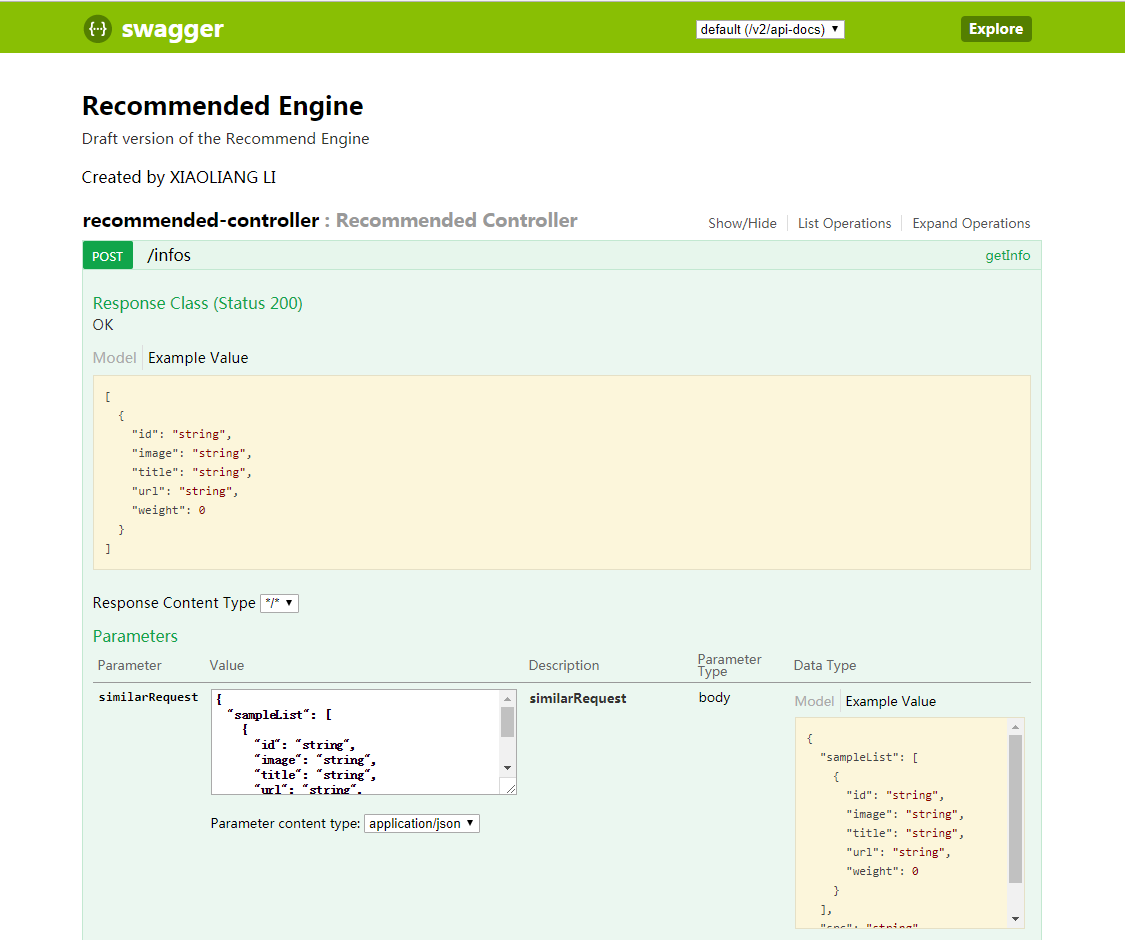 {···} swagger
default (/v2/api-docs)
Explore
Recommended Engine
Draft version of the Recommend Engine
Created by XIAOLIANG LI
recommended-controller : Recommended Controller
Show/Hide
List Operations
Expand Operations
POST /infos
getInfo
Response Class (Status 200)
OK
Model
Example Value
[
{
"id": "string",
"image": "string",
"title": "string",
"url": "string",
"weight": 0
}
]
Response Content Type */*
Parameters
Parameter
Value
Description
Parameter
Type
Data Type
similarRequest
{
"sampleList": [
{
"id": "string",
"image": "string",
"title": "string",
"url": "string",
Parameter content type: application/json
similarRequest
body
Model
Example Value
{
"sampleList": [
{
"id": "string",
"image": "string",
"title": "string",
"url": "string",
"weight": 0
}
],